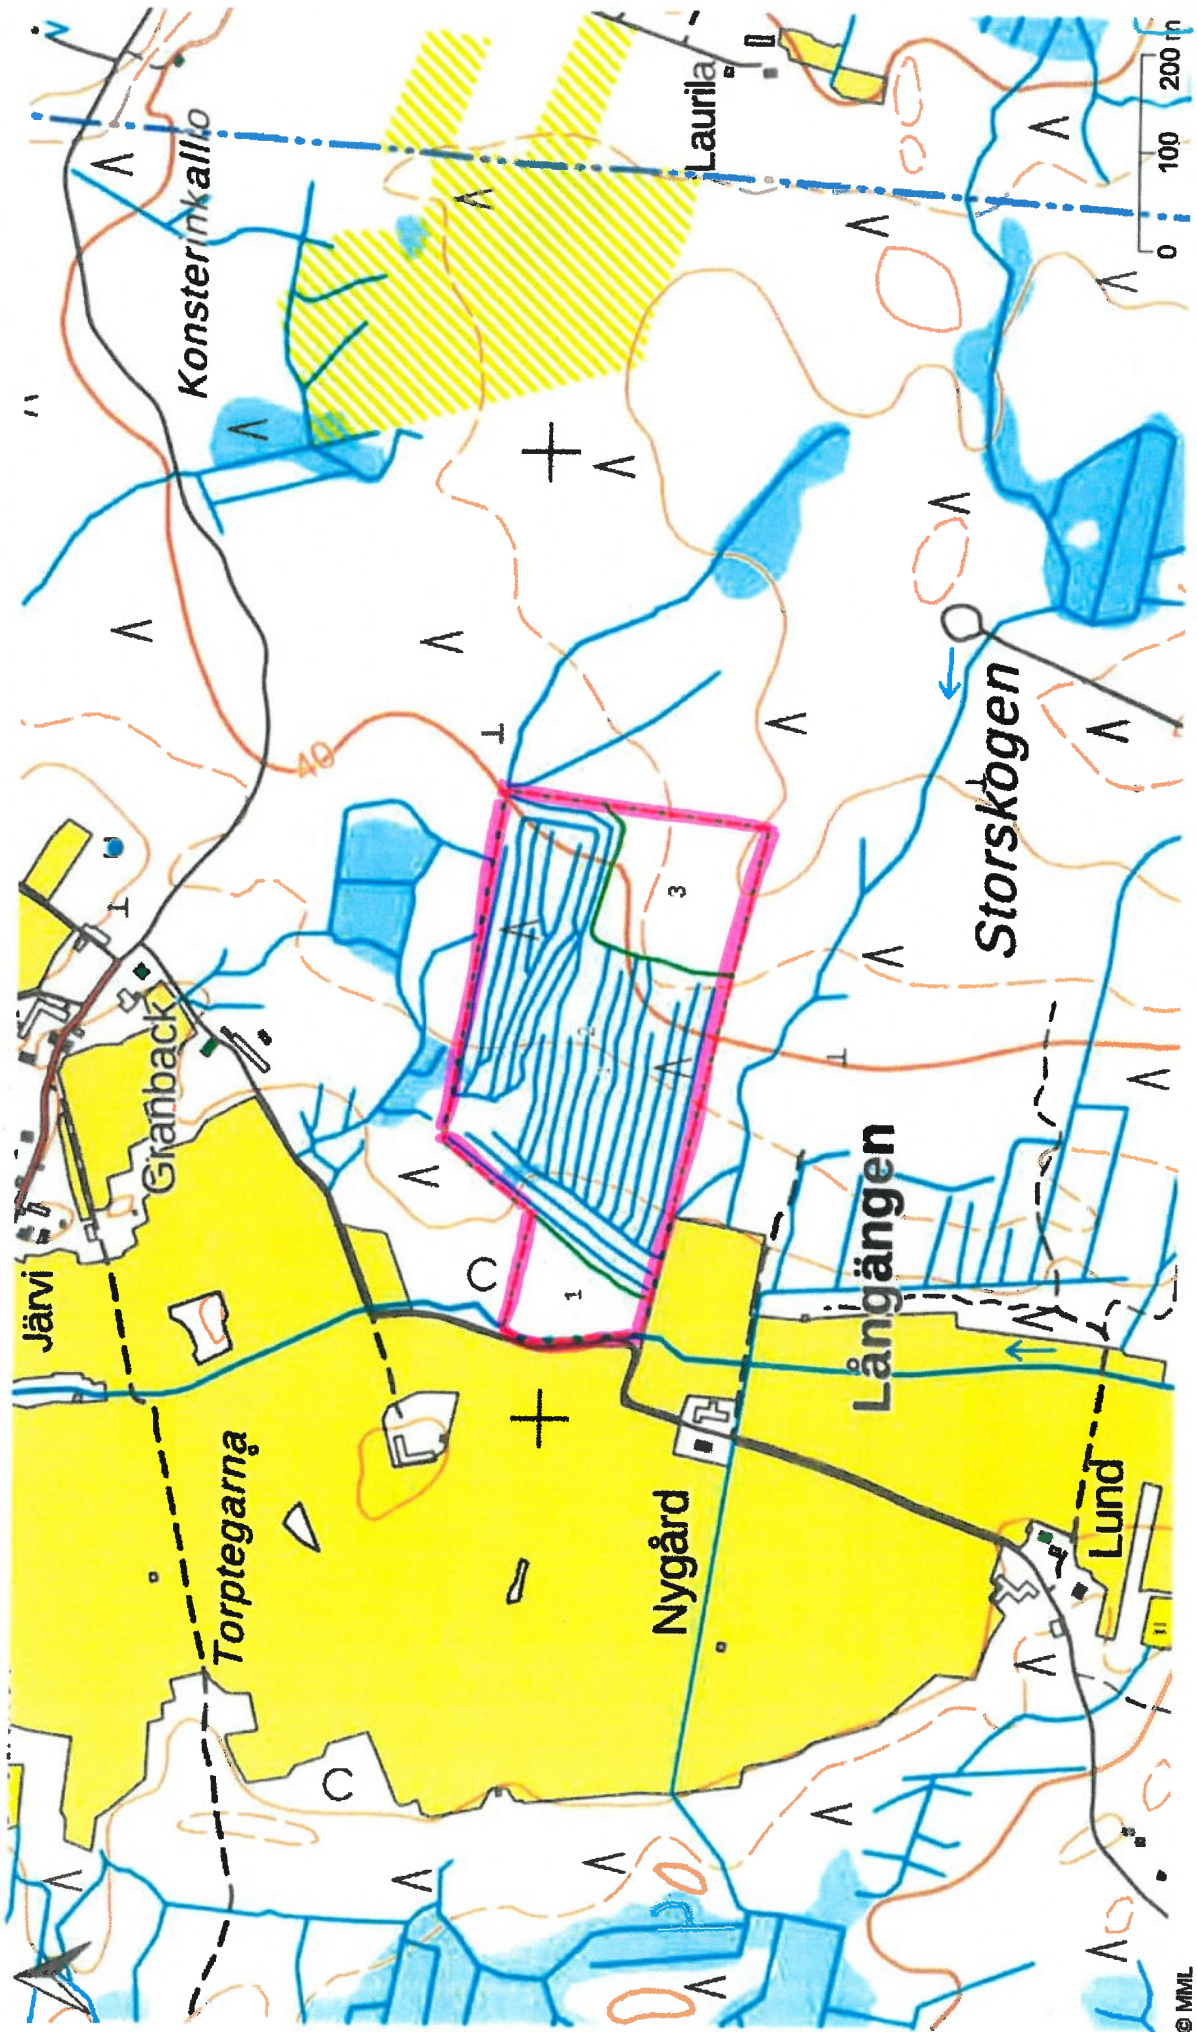 Konsterinkallio
Laurila
200 m
100
0
40
Storskogen
3
2
1
Granback
Järvi
Långängen
Torptegarna
Nygård
Lund
© MML